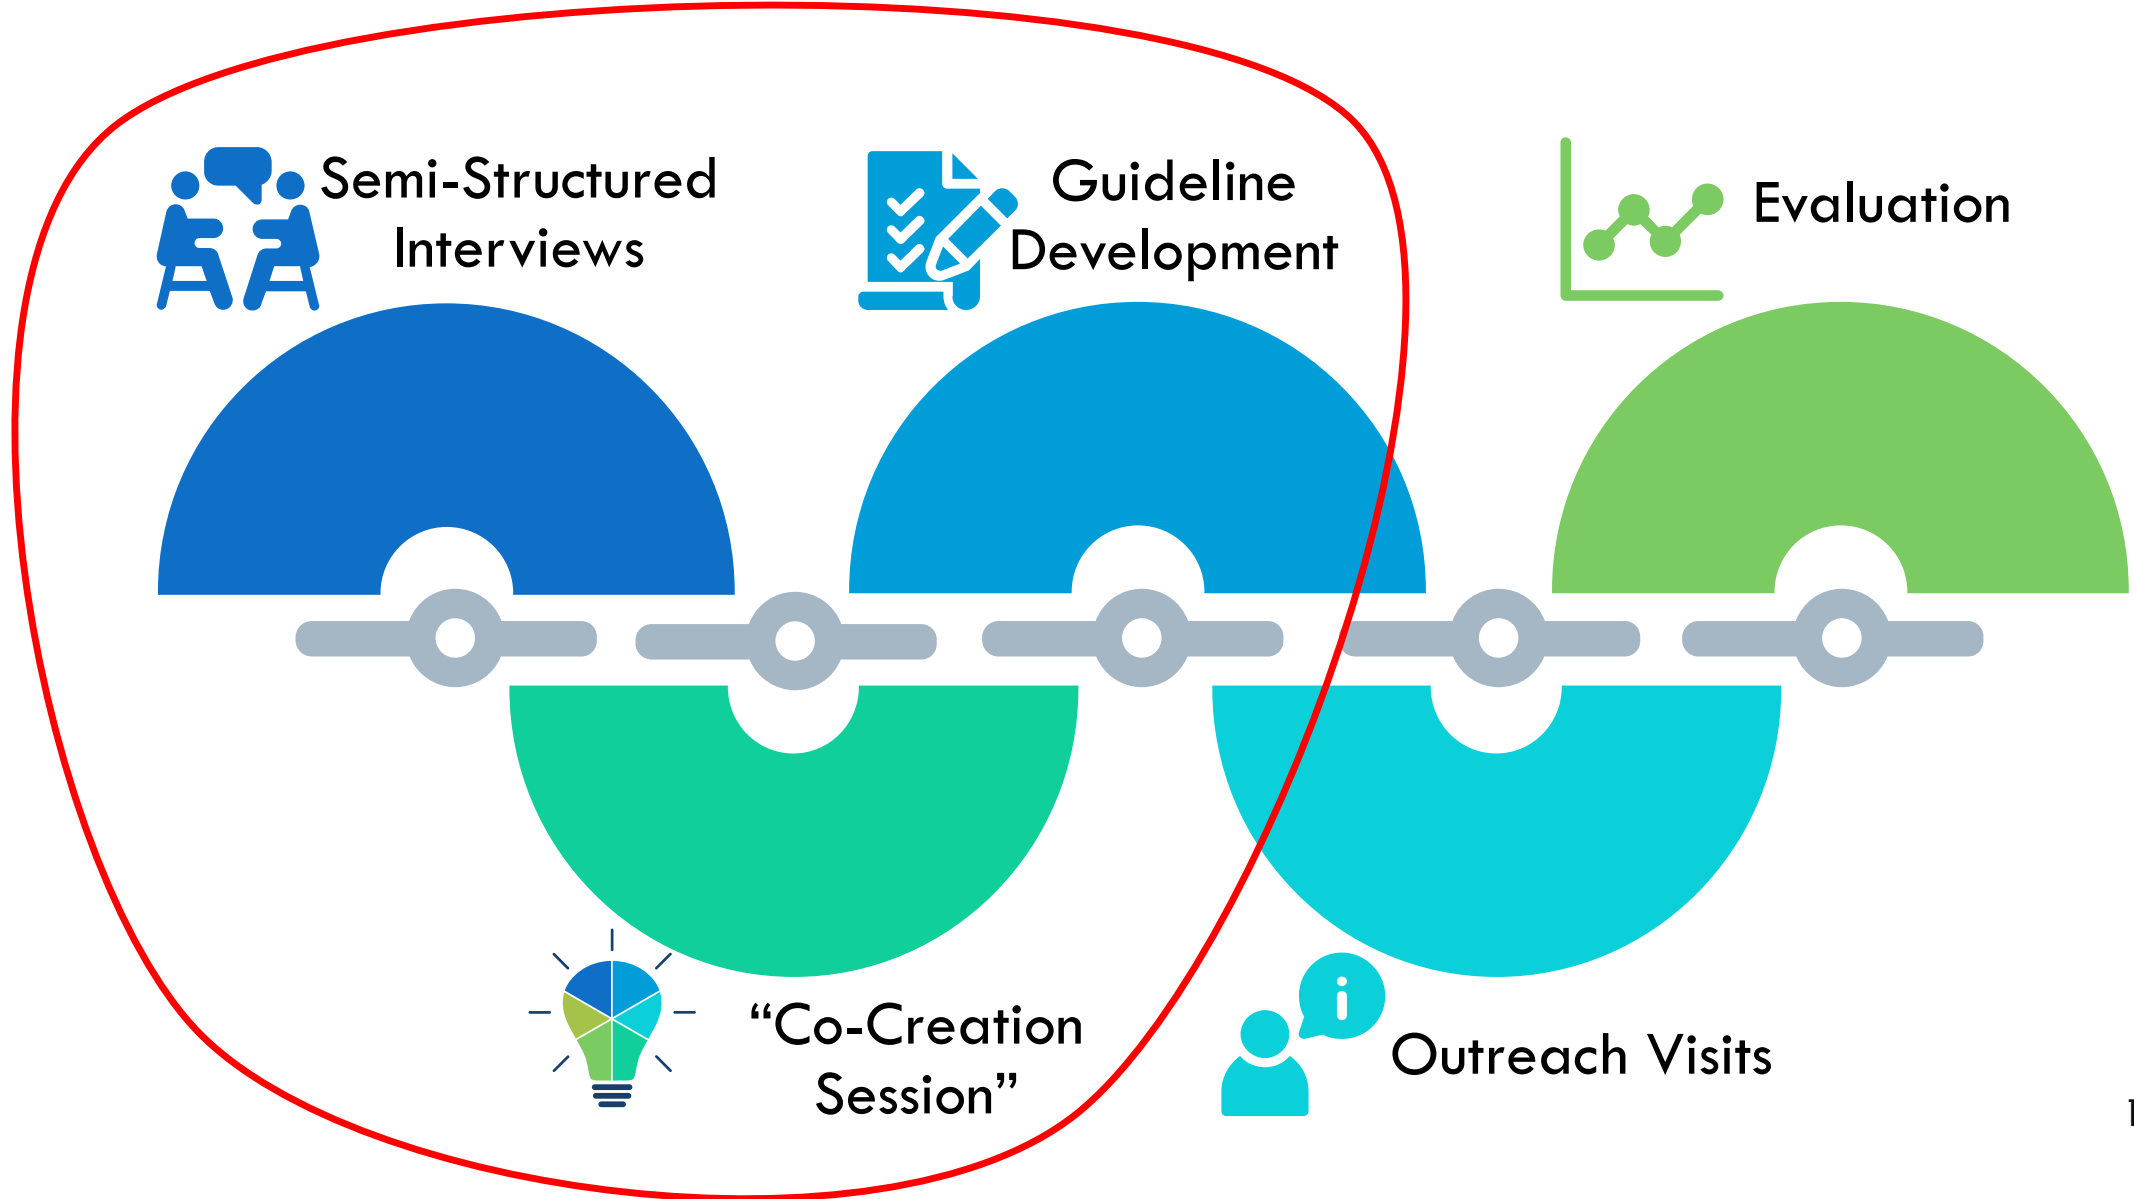 Semi-Structured
Interviews
Guideline
Development
Evaluation
“Co-Creation
Session”
i
Outreach Visits